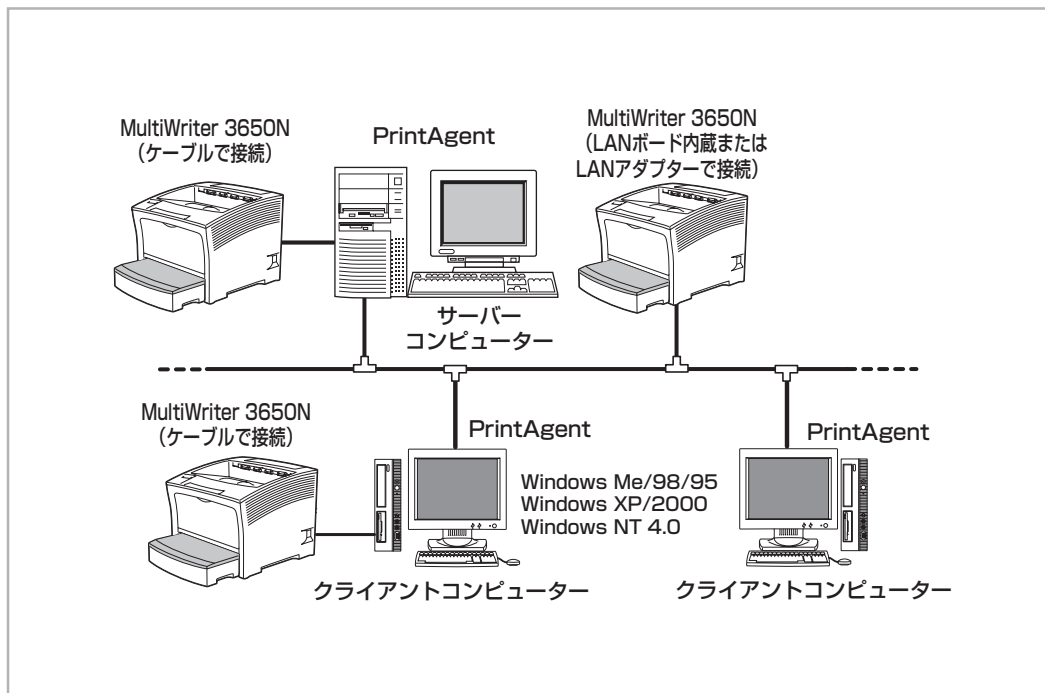 MultiWriter 3650N
（ケーブルで接続）
PrintAgent
MultiWriter 3650N
（LANボード内蔵または
LANアダプターで接続）
サーバー
コンピューター
MultiWriter 3650N
（ケーブルで接続）
PrintAgent
Windows Me/98/95
Windows XP/2000
Windows NT 4.0
クライアントコンピューター
PrintAgent
クライアントコンピューター